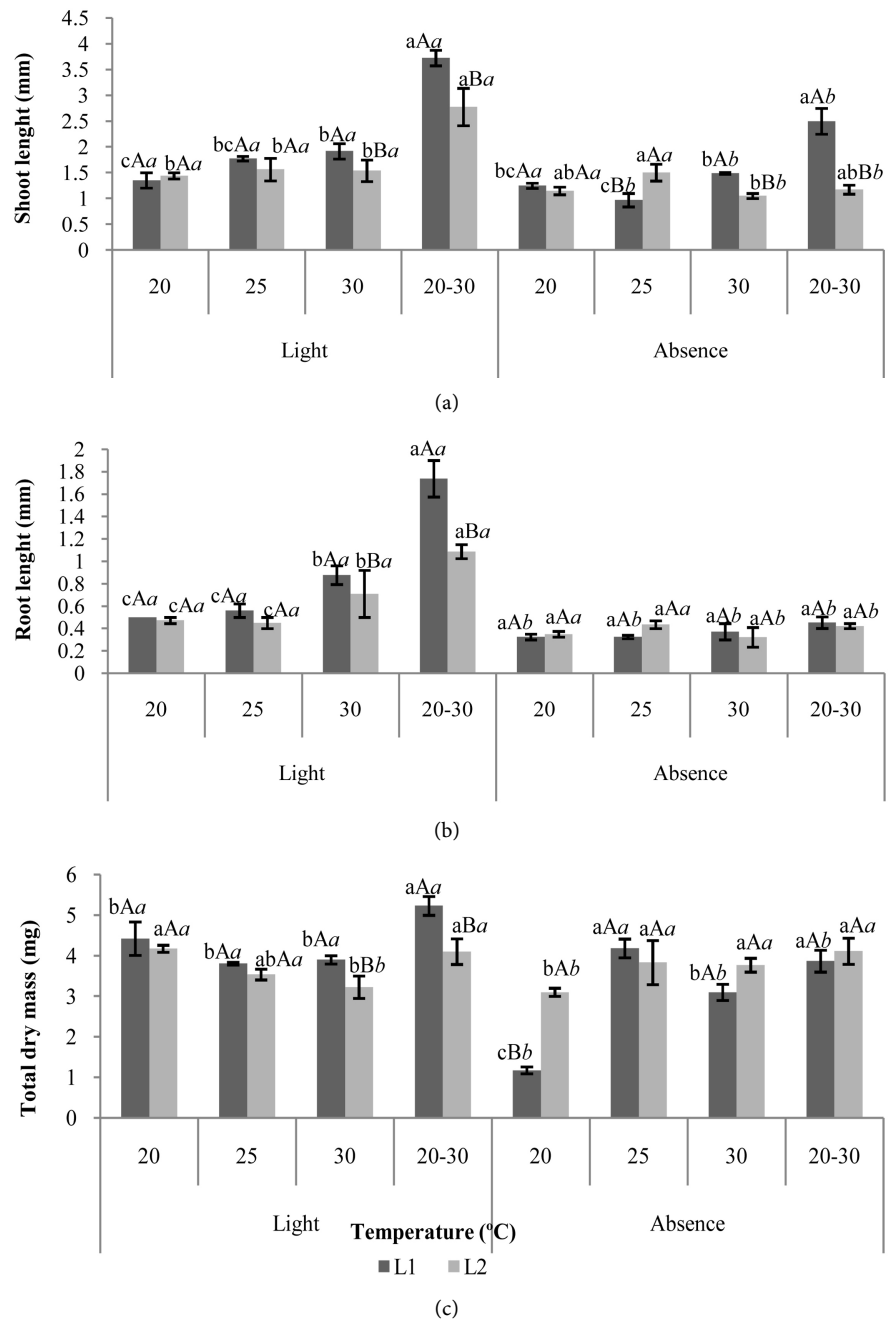 Shoot lenght (mm)
4.5
4
3.5
3
2.5
2
1.5
1
0.5
0
cAa bAa bcAa bAa bAa bBa aAa aBa bcAa abAa cBb aAa bAb bBb aAb abBb
20 25 30 20-30 20 25 30 20-30
Light Absence
(a)
Root lenght (mm)
2
1.8
1.6
1.4
1.2
1
0.8
0.6
0.4
0.2
0
cAa cAa cAa cAa bAa bBa aAa aBa aAb aAa aAb aAa aAb aAb aAb aAb
20 25 30 20-30 20 25 30 20-30
Light Absence
(b)
Total dry mass (mg)
6
5
4
3
2
1
0
bAa aAa bAa abAa bAa bBb aAa aBa cBb bAb aAa aAa bAb aAa aAb aAa
20 25 30 20-30 20 25 30 20-30
Light Absence
Temperature (ºC)
L1 L2
(c)